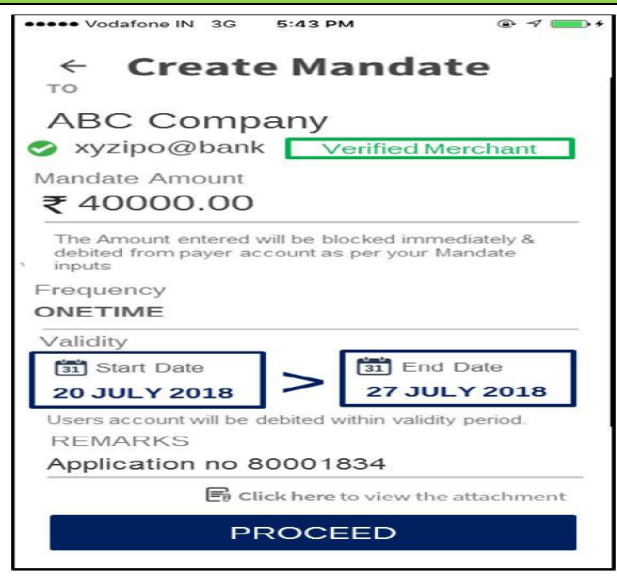 Vodafone IN 3G 5:43 PM
Create Mandate
TO
ABC Company
xyzipo@bank Verified Merchant
Mandate Amount
₹ 40000.00
The Amount entered will be blocked immediately &
debited from payer account as per your Mandate
inputs
Frequency
ONETIME
Validity
31 Start Date
20 JULY 2018
>
31 End Date
27 JULY 2018
Users account will be debited within validity period.
REMARKS
Application no 80001834
Click here to view the attachment
PROCEED